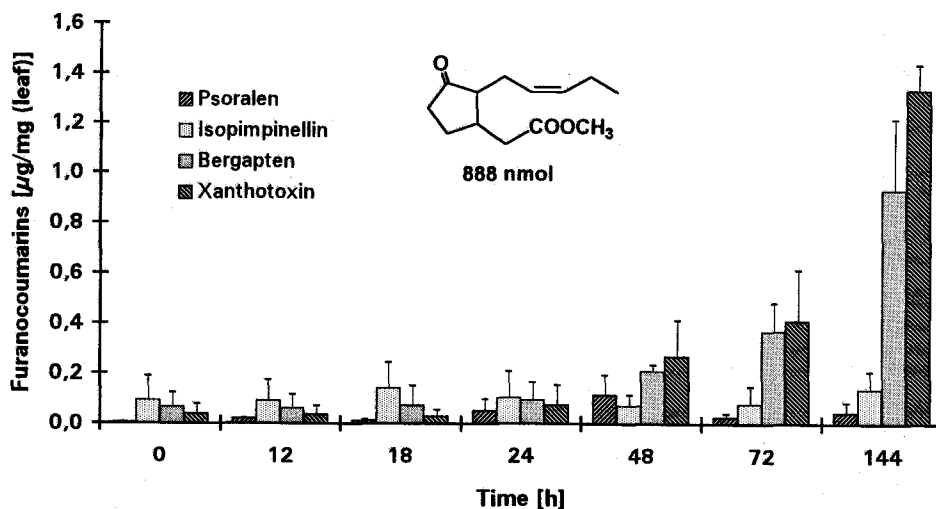 Furanocoumarins [µg/mg (leaf)]
1,6
1,4
1,2
1,0
0,8
0,6
0,4
0,2
0,0
Psoralen
Isopimpinellin
Bergapten
Xanthotoxin
O
COOCH₃
888 nmol
0 12 18 24 48 72 144
Time [h]